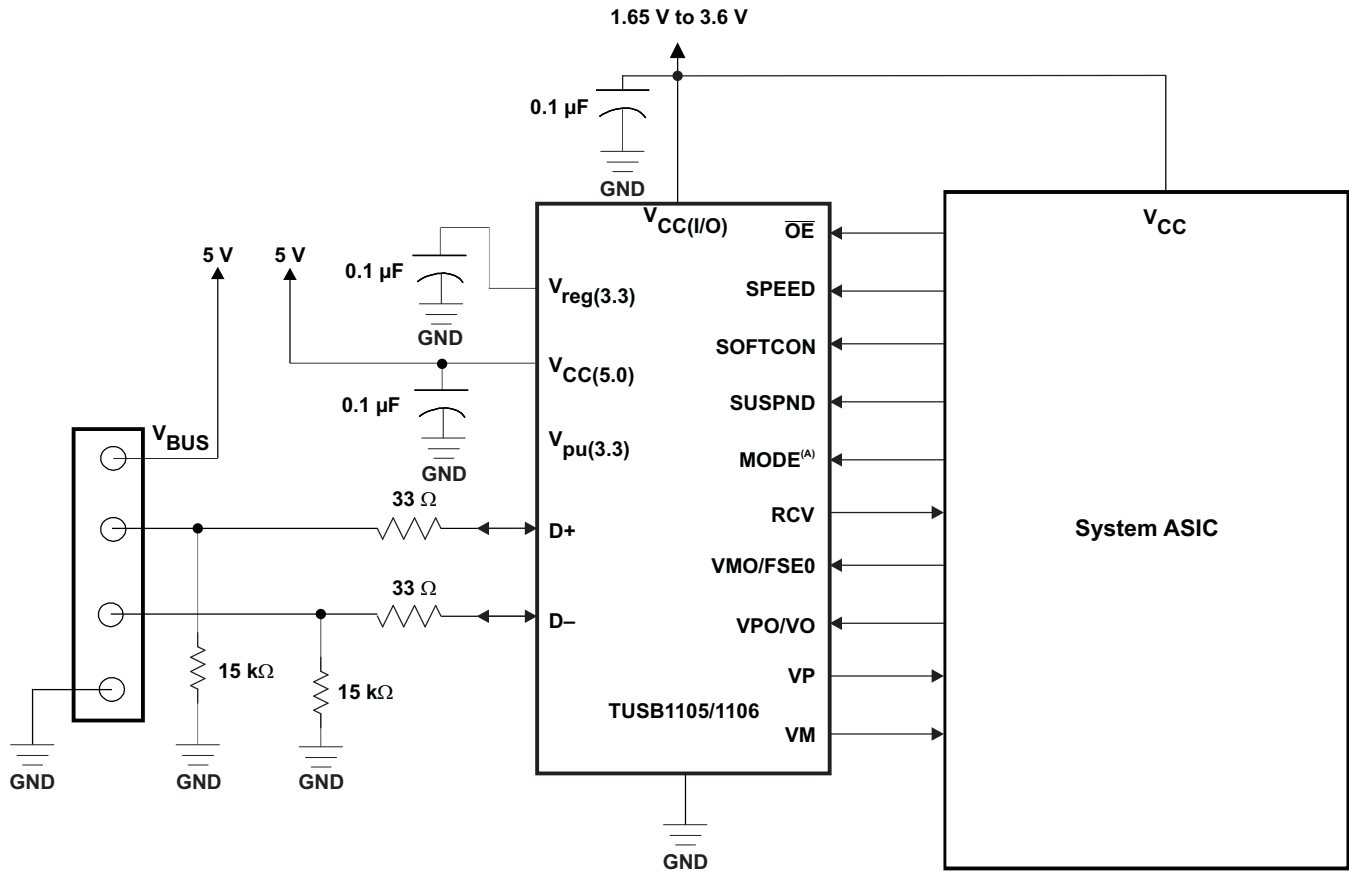 1.65 V to 3.6 V
0.1 µF
GND
V_CC(I/O)
OE
V_CC
5 V
5 V
0.1 µF
GND
V_reg(3.3)
SPEED
SOFTCON
V_CC(5.0)
0.1 µF
GND
SUSPND
V_BUS
V_pu(3.3)
MODE(A)
33 Ω
D+
RCV
System ASIC
VMO/FSE0
33 Ω
D–
VPO/VO
15 kΩ
15 kΩ
VP
TUSB1105/1106
VM
GND
GND
GND
GND